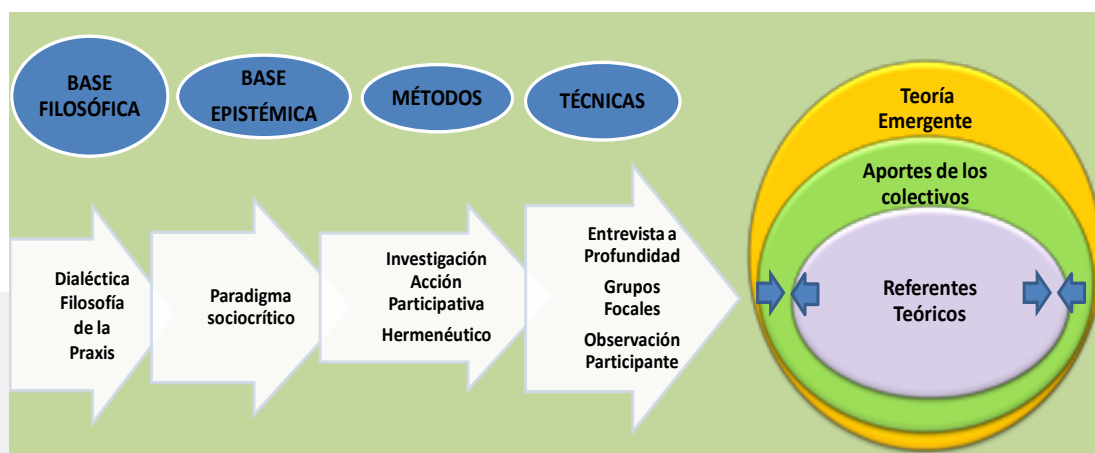 BASE
FILOSÓFICA
BASE
EPISTÉMICA
MÉTODOS
TÉCNICAS
Dialéctica
Filosofía
de la
Praxis
Paradigma
sociocrítico
Investigación
Acción
Participativa
Hermenéutico
Entrevista a
Profundidad
Grupos
Focales
Observación
Participante
Teoría
Emergente
Aportes de los
colectivos
Referentes
Teóricos